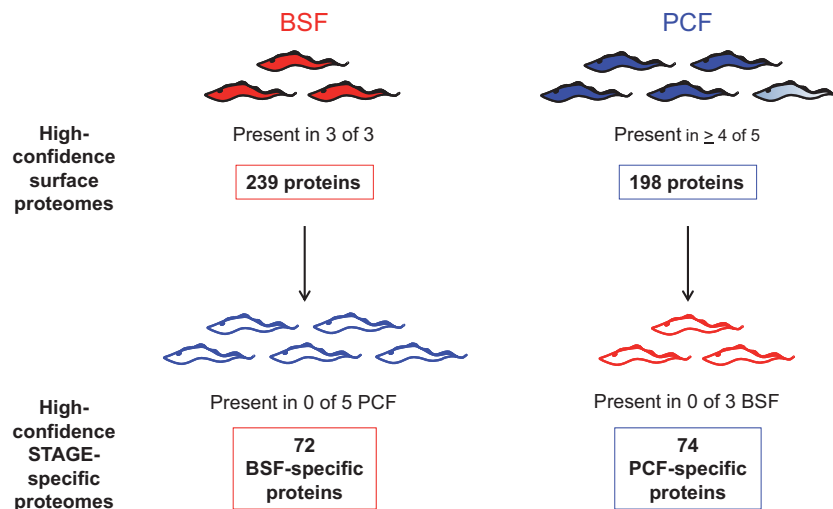 BSF
PCF
High-
confidence
surface
proteomes
Present in 3 of 3
Present in ≥ 4 of 5
239 proteins
198 proteins
High-
confidence
STAGE-
specific
proteomes
Present in 0 of 5 PCF
Present in 0 of 3 BSF
72
BSF-specific
proteins
74
PCF-specific
proteins